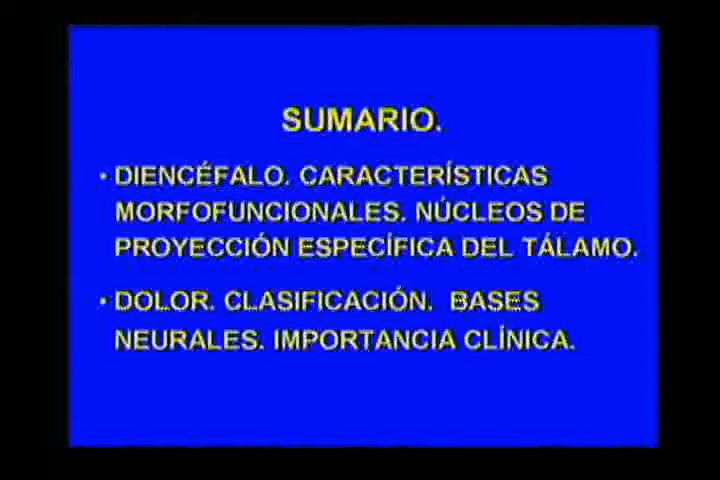 SUMARIO.
• DIENCÉFALO. CARACTERÍSTICAS
MORFOFUNCIONALES. NÚCLEOS DE
PROYECCIÓN ESPECÍFICA DEL TÁLAMO.
• DOLOR. CLASIFICACIÓN. BASES
NEURALES. IMPORTANCIA CLÍNICA.